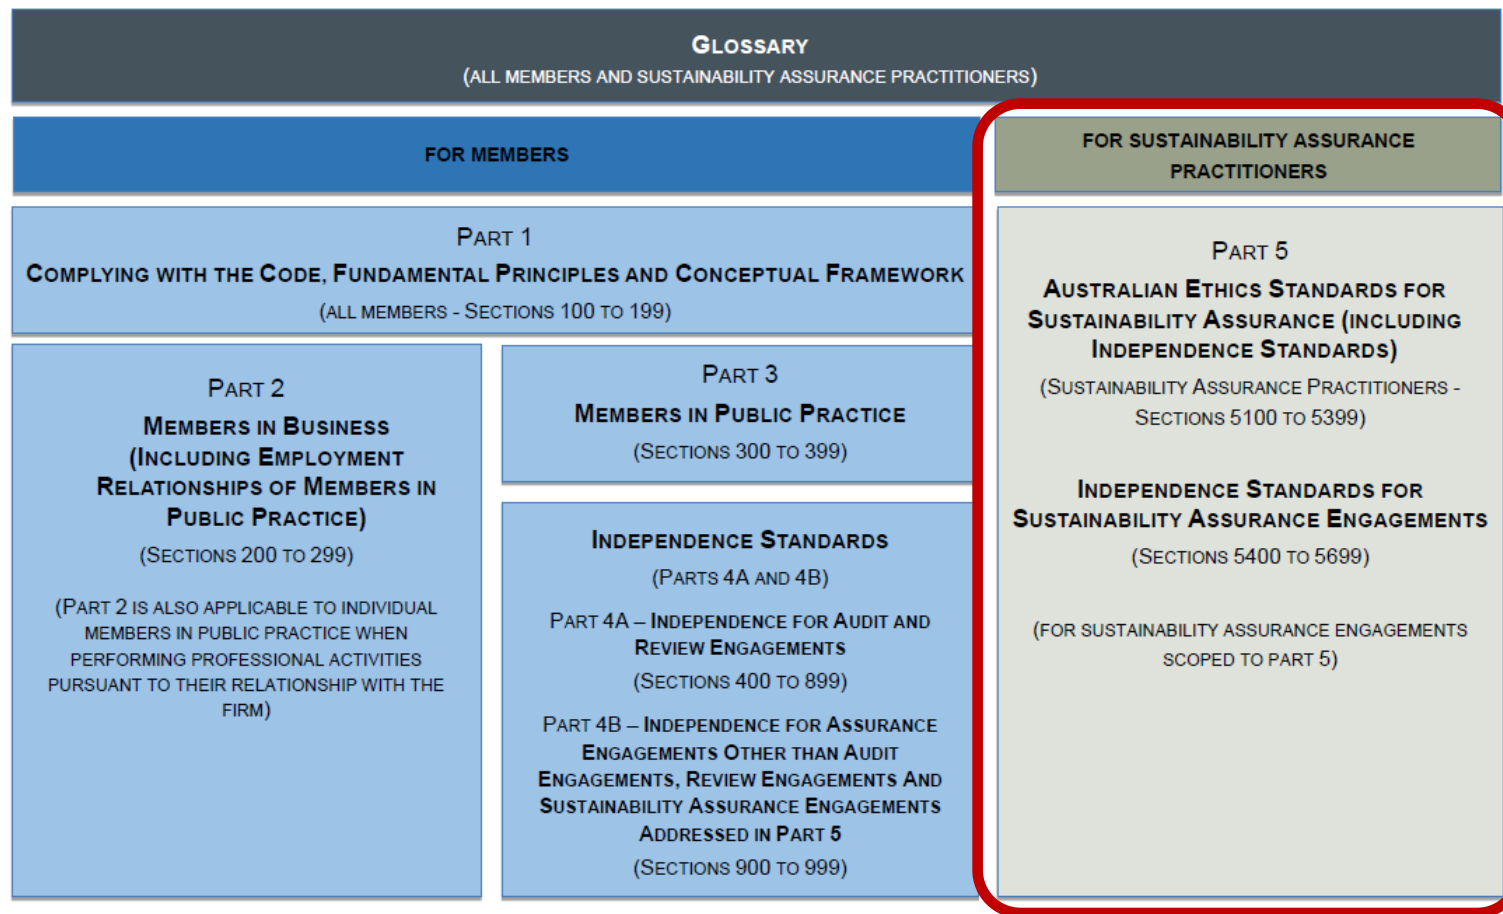 GLOSSARY
(ALL MEMBERS AND SUSTAINABILITY ASSURANCE PRACTITIONERS)
FOR MEMBERS
FOR SUSTAINABILITY ASSURANCE
PRACTITIONERS
PART 1
COMPLYING WITH THE CODE, FUNDAMENTAL PRINCIPLES AND CONCEPTUAL FRAMEWORK
(ALL MEMBERS - SECTIONS 100 TO 199)
PART 2
MEMBERS IN BUSINESS
(INCLUDING EMPLOYMENT
RELATIONSHIPS OF MEMBERS IN
PUBLIC PRACTICE)
(SECTIONS 200 TO 299)
(PART 2 IS ALSO APPLICABLE TO INDIVIDUAL
MEMBERS IN PUBLIC PRACTICE WHEN
PERFORMING PROFESSIONAL ACTIVITIES
PURSUANT TO THEIR RELATIONSHIP WITH THE
FIRM)
PART 3
MEMBERS IN PUBLIC PRACTICE
(SECTIONS 300 TO 399)
INDEPENDENCE STANDARDS
(PARTS 4A AND 4B)
PART 4A – INDEPENDENCE FOR AUDIT AND
REVIEW ENGAGEMENTS
(SECTIONS 400 TO 899)
PART 4B – INDEPENDENCE FOR ASSURANCE
ENGAGEMENTS OTHER THAN AUDIT
ENGAGEMENTS, REVIEW ENGAGEMENTS AND
SUSTAINABILITY ASSURANCE ENGAGEMENTS
ADDRESSED IN PART 5
(SECTIONS 900 TO 999)
PART 5
AUSTRALIAN ETHICS STANDARDS FOR
SUSTAINABILITY ASSURANCE (INCLUDING
INDEPENDENCE STANDARDS)
(SUSTAINABILITY ASSURANCE PRACTITIONERS -
SECTIONS 5100 TO 5399)
INDEPENDENCE STANDARDS FOR
SUSTAINABILITY ASSURANCE ENGAGEMENTS
(SECTIONS 5400 TO 5699)
(FOR SUSTAINABILITY ASSURANCE ENGAGEMENTS
SCOPED TO PART 5)